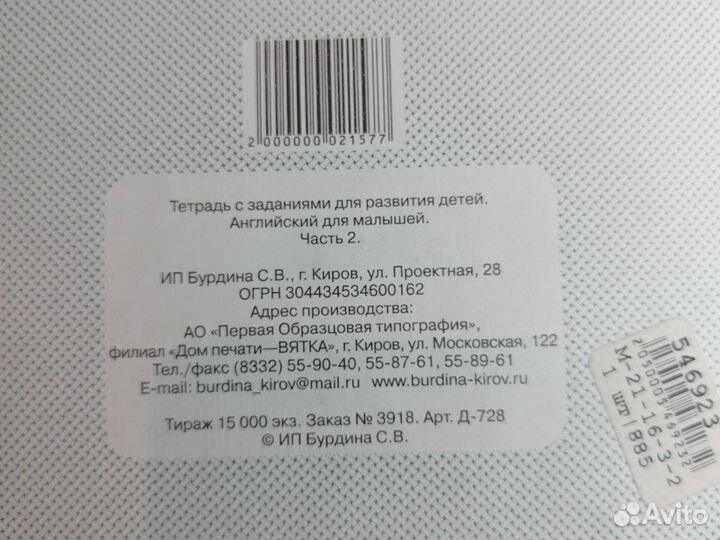 2 000000 021577
Тетрадь с заданиями для развития детей.
Английский для малышей.
Часть 2.
ИП Бурдина С.В., г. Киров, ул. Проектная, 28
ОГРН 304434534600162
Адрес производства:
АО «Первая Образцовая типография»,
филиал «Дом печати—ВЯТКА», г. Киров, ул. Московская, 122
Тел./факс (8332) 55-90-40, 55-87-61, 55-89-61
E-mail: burdina_kirov@mail.ru www.burdina-kirov.ru
Тираж 15 000 экз. Заказ № 3918. Арт. Д-728
© ИП Бурдина С.В.
546923
2050005469232
М-21-16-3-2
1 шт 885
Avito